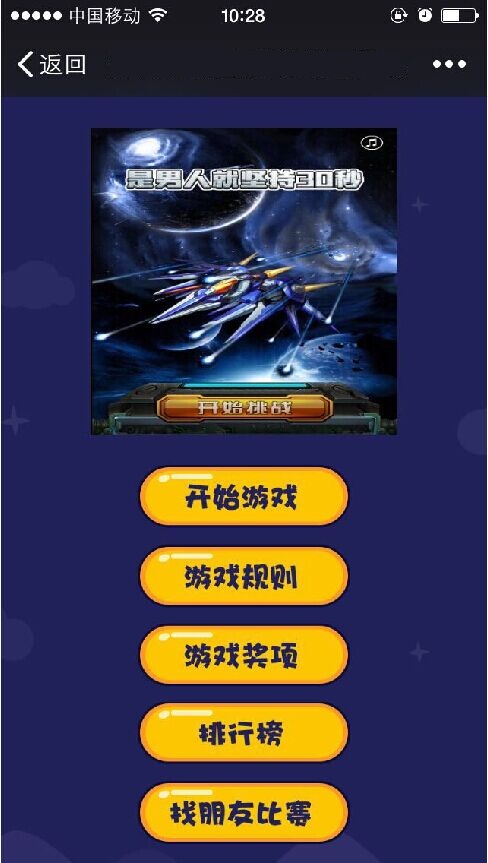 中国移动 10:28
返回
是男人就坚持30秒
开始挑战
开始游戏
游戏规则
游戏奖项
排行榜
找朋友比赛